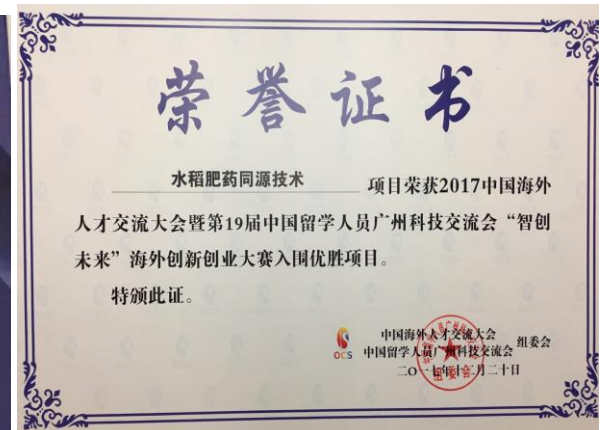 荣誉证书
水稻肥药同源技术 项目荣获2017中国海外
人才交流大会暨第19届中国留学人员广州科技交流会“智创
未来”海外创新创业大赛入围优胜项目。
特颁此证。
中国海外人才交流大会
中国留学人员广州科技交流会 组委会
OCS
二〇一七年十二月二十日
组委会